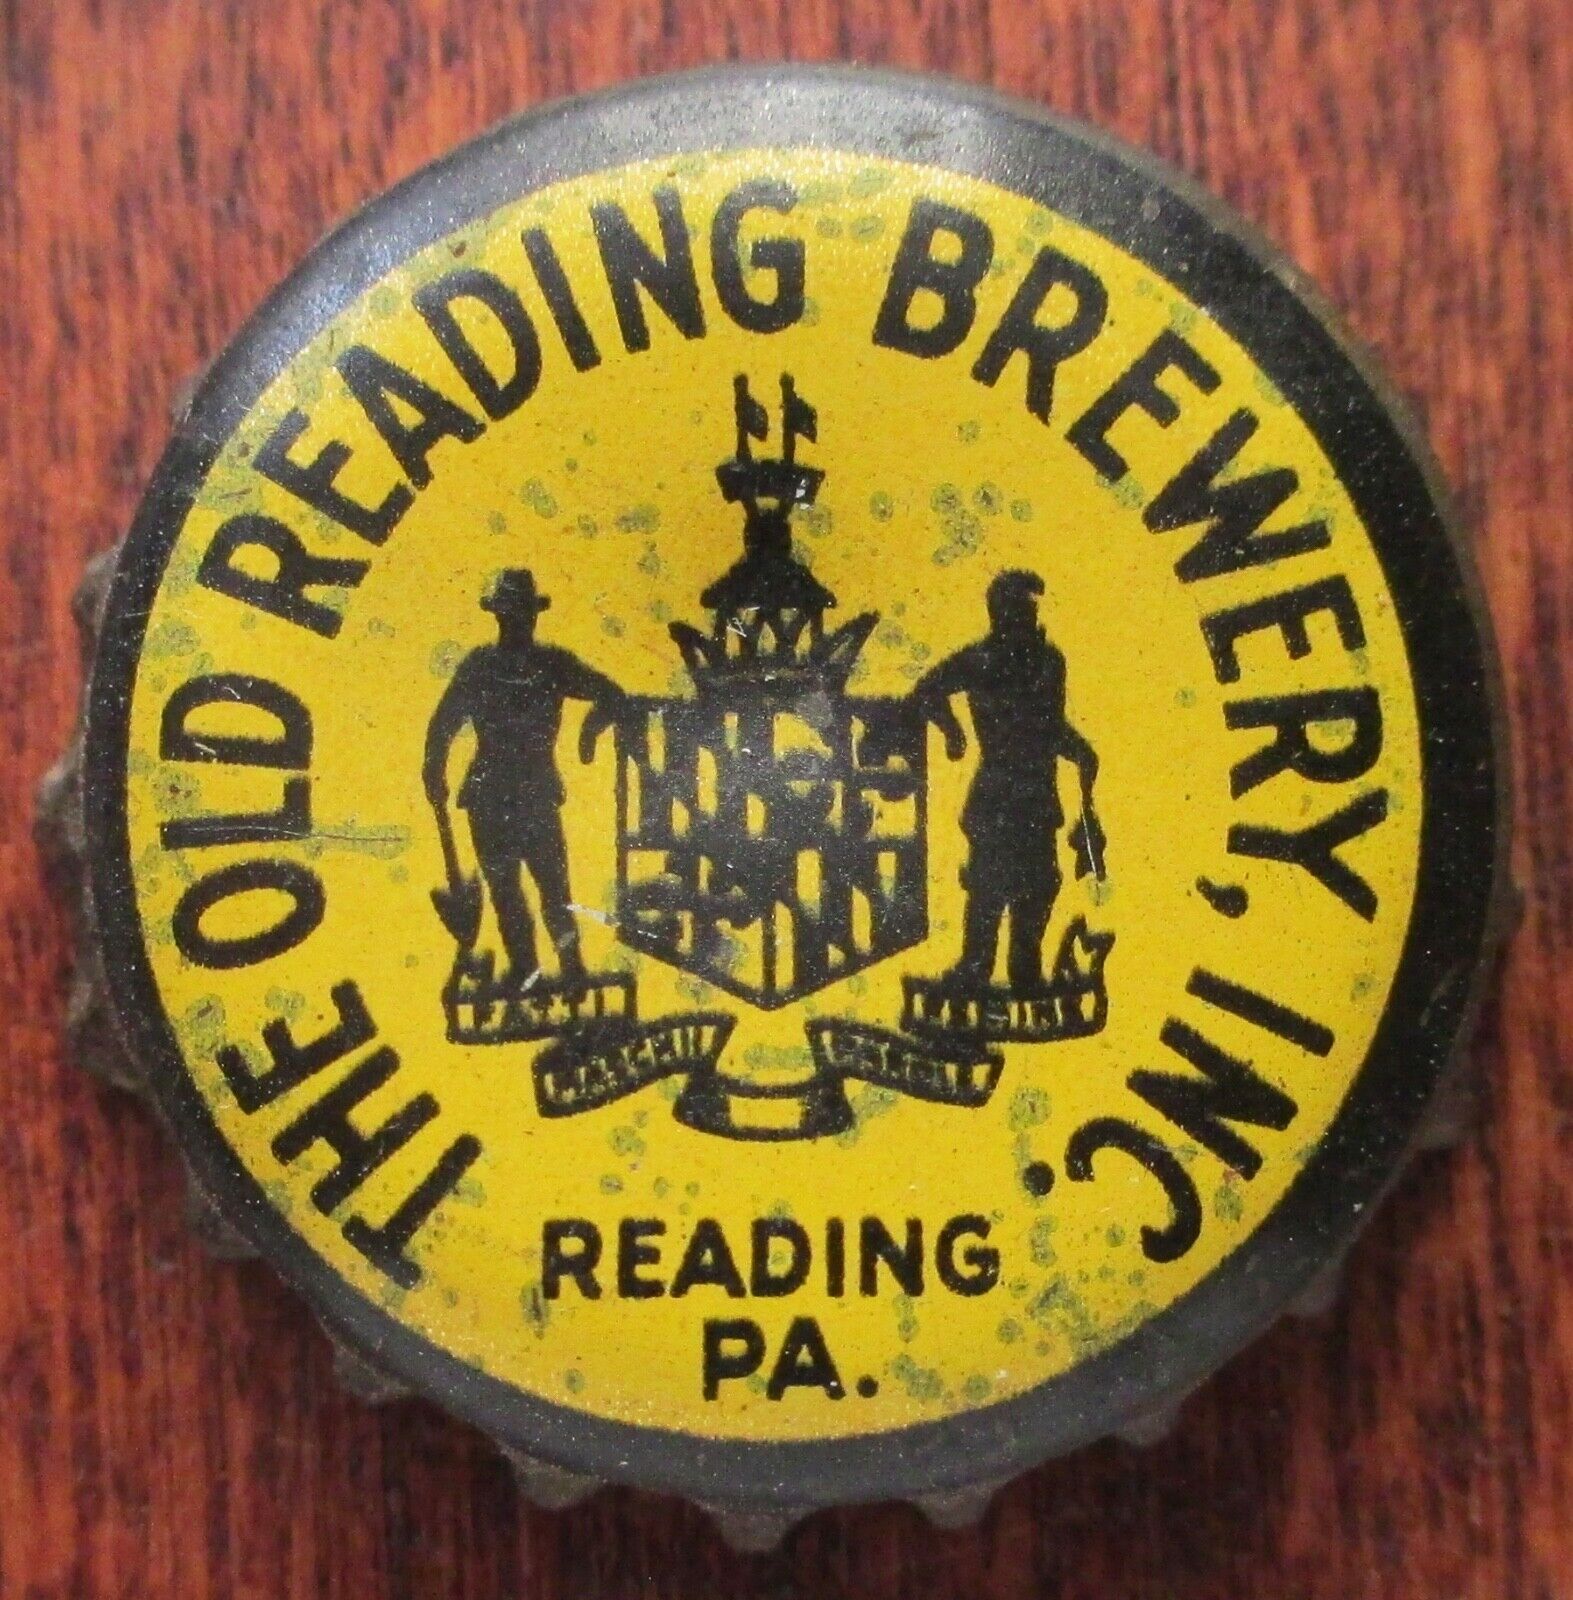 THE OLD READING BREWERY, INC.
READING
PA.